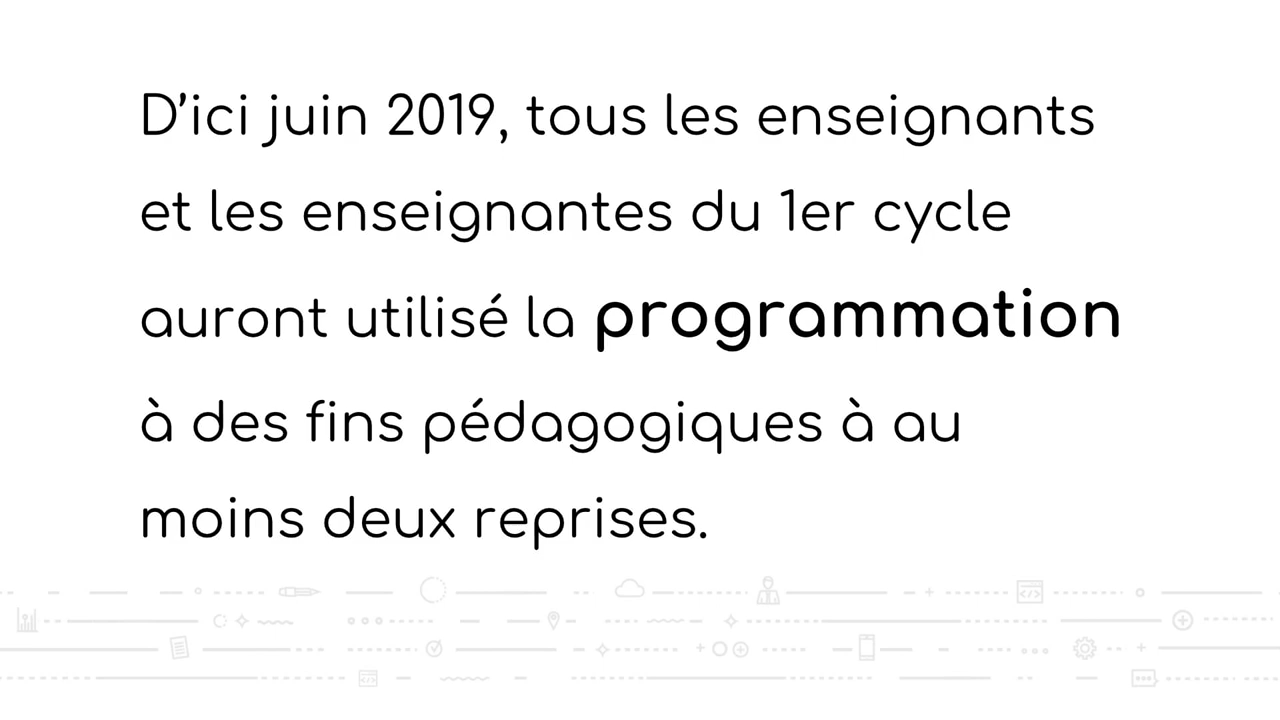 D’ici juin 2019, tous les enseignants
et les enseignantes du 1er cycle
auront utilisé la programmation
à des fins pédagogiques à au
moins deux reprises.